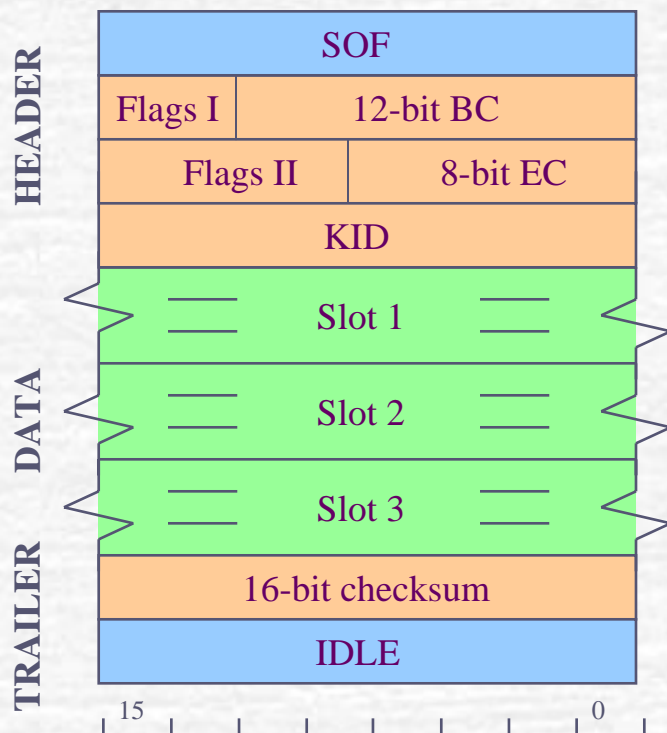 HEADER
SOF
Flags I 12-bit BC
Flags II 8-bit EC
KID
DATA
Slot 1
Slot 2
Slot 3
TRAILER
16-bit checksum
IDLE
15 0